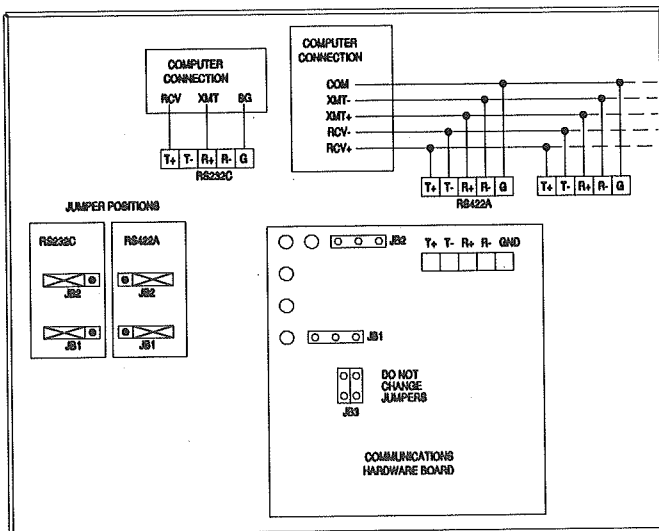 COMPUTER
CONNECTION
RCV XMT SG
T+ T- R+ R- G
RS232C
COMPUTER
CONNECTION
COM
XMT-
XMT+
RCV-
RCV+
T+ T- R+ R- G
RS422A
T+ T- R+ R- G
JUMPER POSITIONS
RS232C
JB2
JB1
RS422A
JB2
JB1
JB2
T+ T- R+ R- GND
JB1
JB3
DO NOT
CHANGE
JUMPERS
COMMUNICATIONS
HARDWARE BOARD